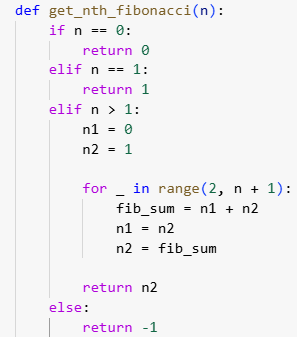 def get_nth_fibonacci(n):
    if n == 0:
        return 0
    elif n == 1:
        return 1
    elif n > 1:
        n1 = 0
        n2 = 1

        for _ in range(2, n + 1):
            fib_sum = n1 + n2
            n1 = n2
            n2 = fib_sum

        return n2
    else:
        return -1